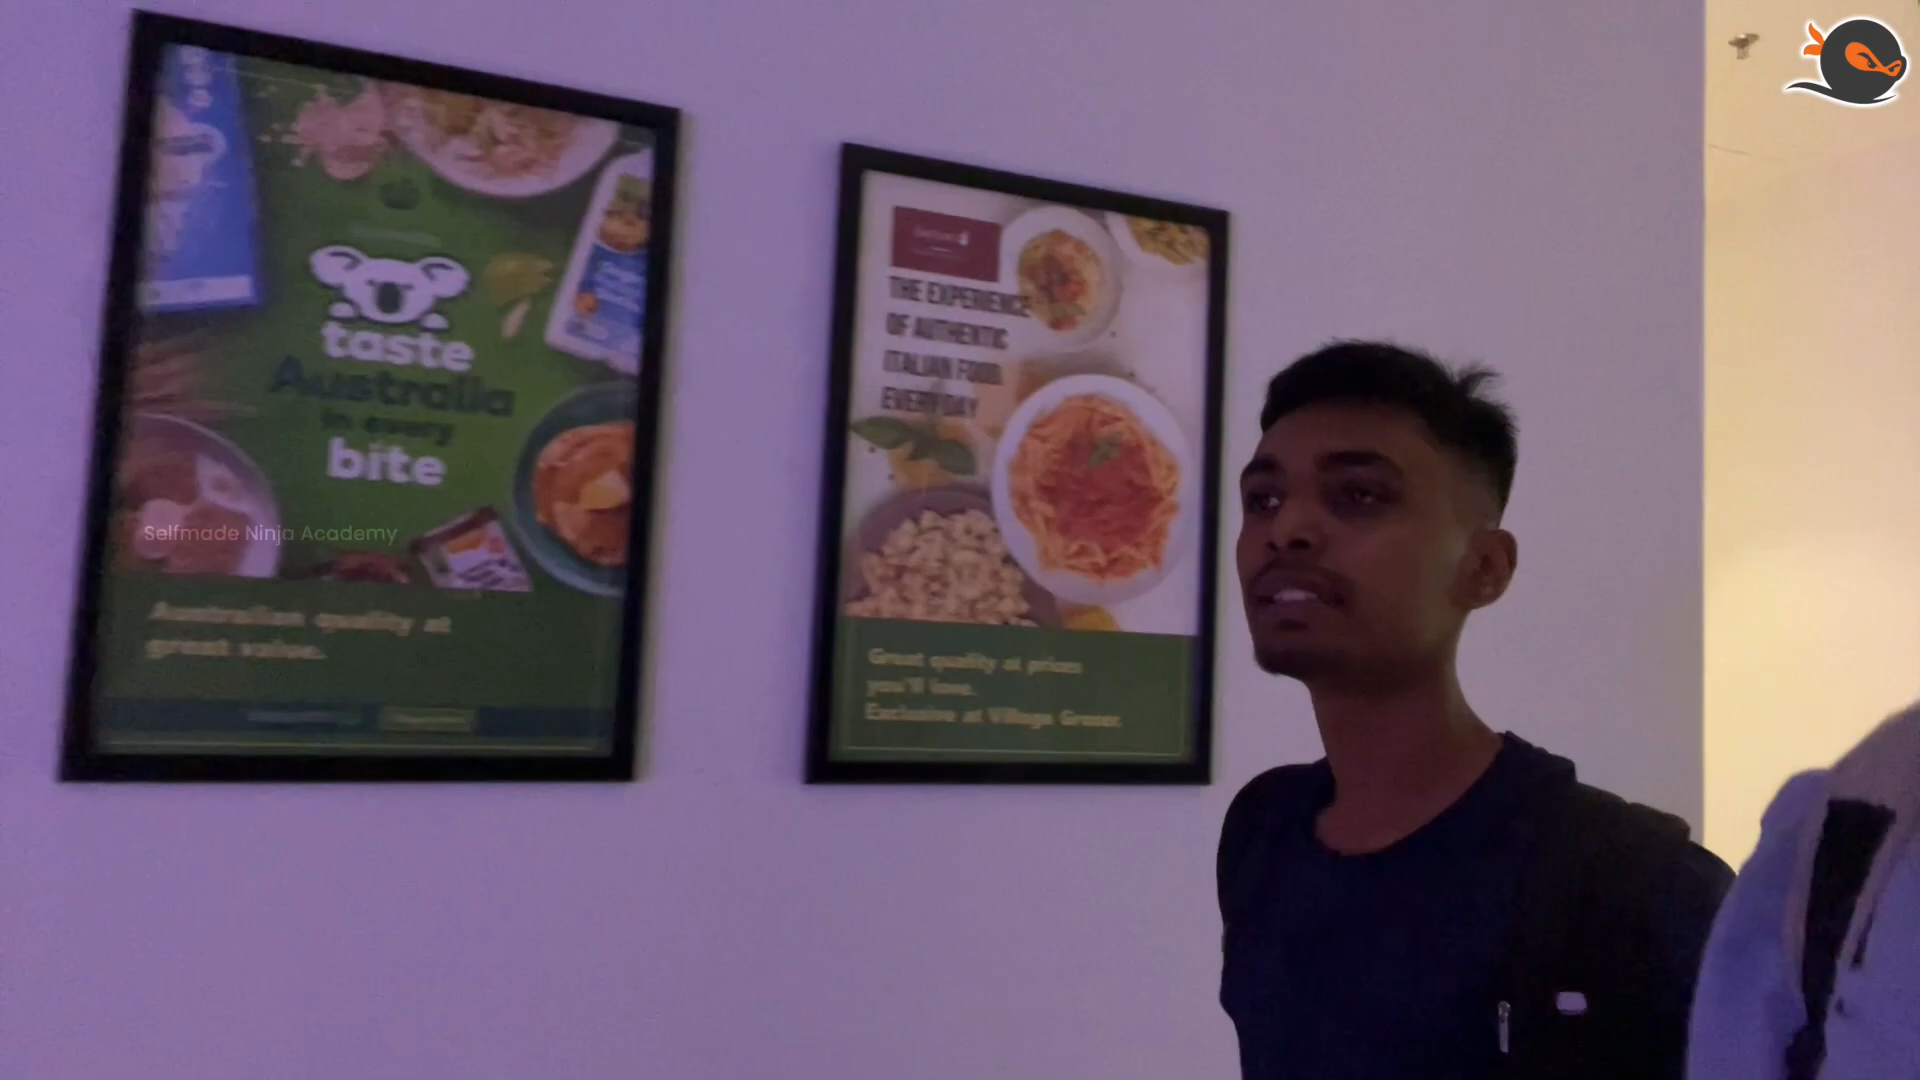 taste
Australia
in every
bite
Selfmade Ninja Academy
Australian quality at
great value.
THE EXPERIENCE
OF AUTHENTIC
ITALIAN FOOD
EVERYDAY
Great quality at prices
you'll love.
Exclusive at Village Grocer.